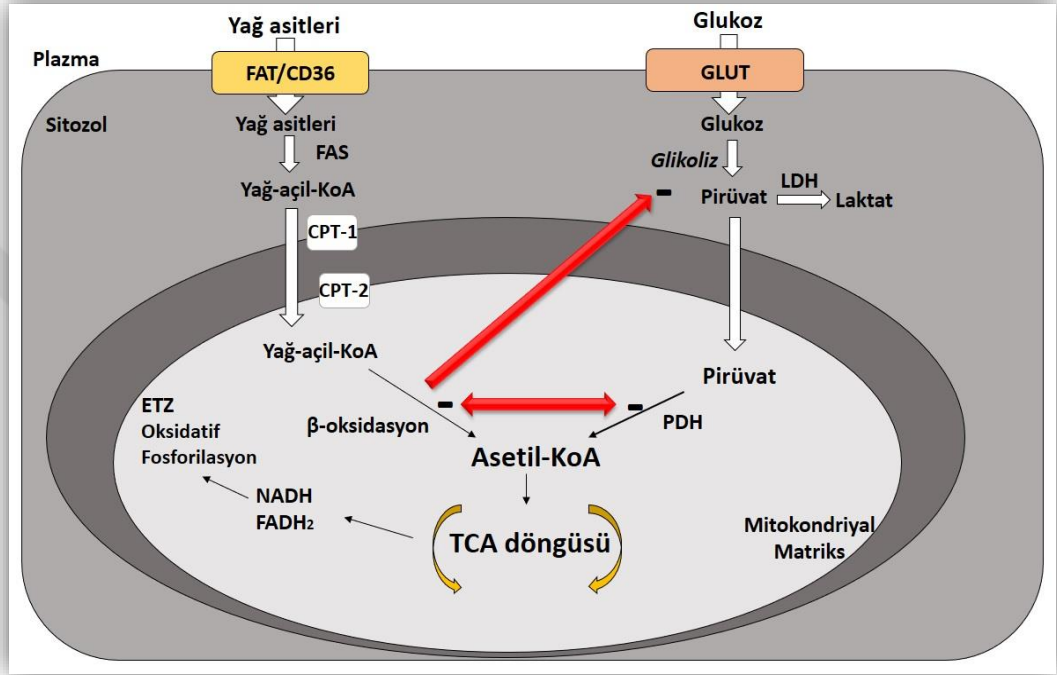 Yağ asitleri
Glukoz
Plazma
FAT/CD36
GLUT
Sitozol
Yağ asitleri
Glukoz
FAS
Glikoliz
-
Pirüvat
LDH
Laktat
Yağ-açil-KoA
CPT-1
CPT-2
Yağ-açil-KoA
Pirüvat
-
-
ETZ
Oksidatif
Fosforilasyon
β-oksidasyon
PDH
Asetil-KoA
NADH
FADH₂
TCA döngüsü
Mitokondriyal
Matriks